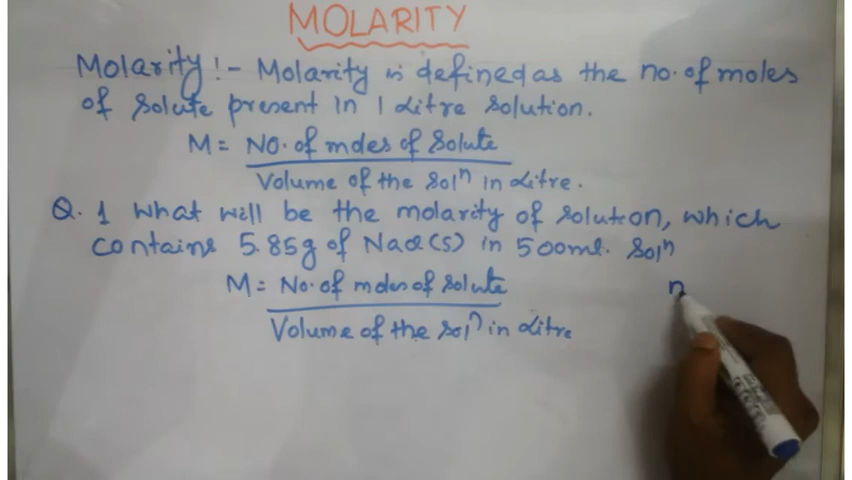 MOLARITY
Molarity :- Molarity is defined as the no. of moles
of solute present in 1 Litre solution.
M = NO. of moles of solute
Volume of the solⁿ in Litre.
Q. 1 What will be the molarity of solution, which
contains 5.85g of NaCl(s) in 500ml. solⁿ
M = No. of moles of solute
Volume of the solⁿ in Litre
n